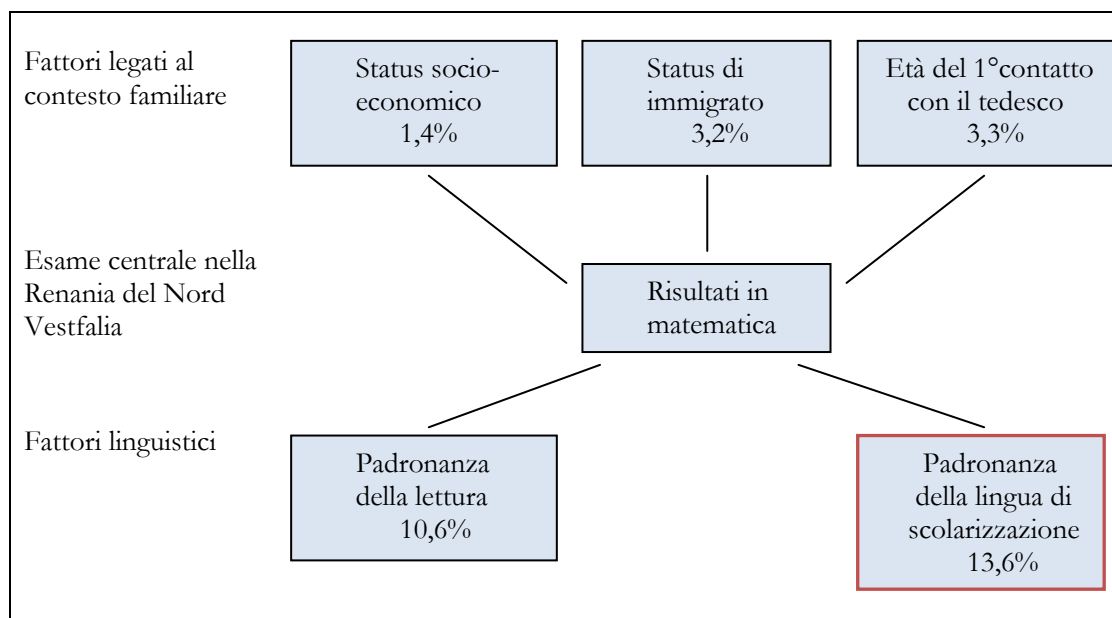 Fattori legati al
contesto familiare
Status socio-
economico
1,4%
Status di
immigrato
3,2%
Età del 1°contatto
con il tedesco
3,3%
Esame centrale nella
Renania del Nord
Vestfalia
Risultati in
matematica
Fattori linguistici
Padronanza
della lettura
10,6%
Padronanza
della lingua di
scolarizzazione
13,6%